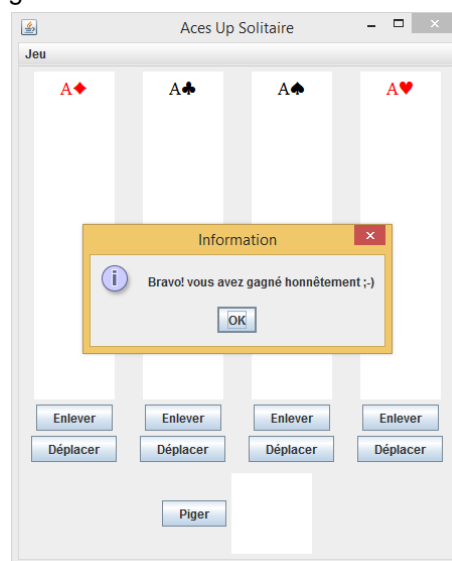 Aces Up Solitaire
Jeu
A♦ A♣ A♠ A♥
Information
i
Bravo! vous avez gagné honnêtement ;-)
OK
Enlever Enlever Enlever Enlever
Déplacer Déplacer Déplacer Déplacer
Piger